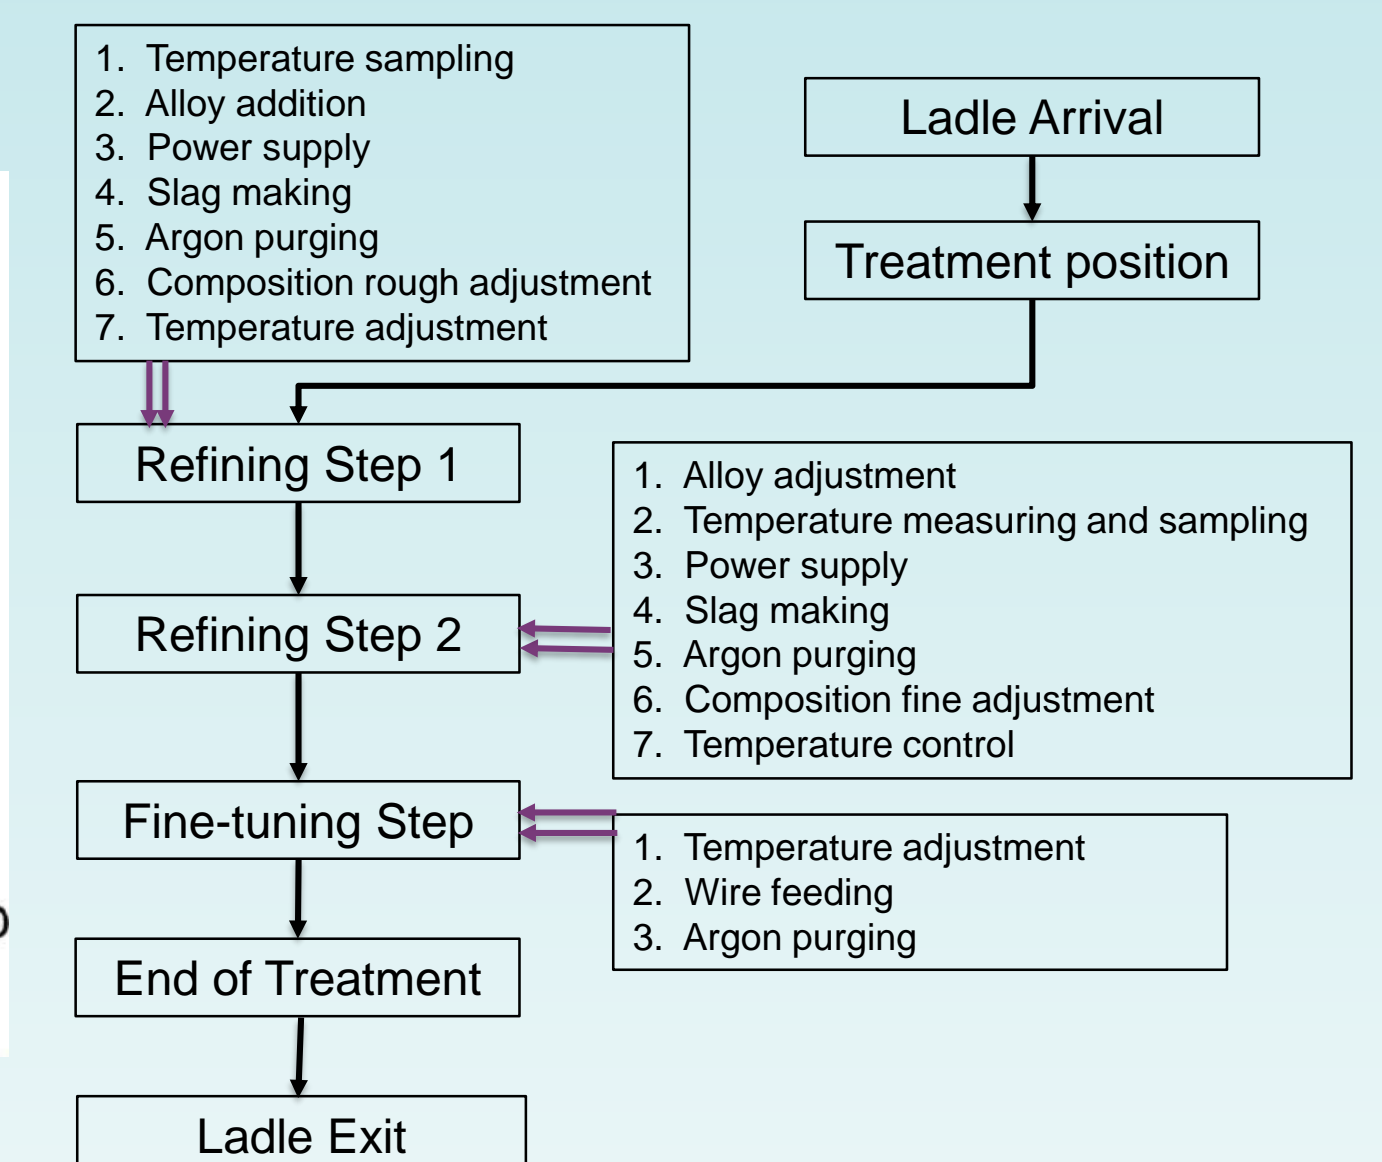 1. Temperature sampling
2. Alloy addition
3. Power supply
4. Slag making
5. Argon purging
6. Composition rough adjustment
7. Temperature adjustment
Ladle Arrival
Treatment position
Refining Step 1
Refining Step 2
1. Alloy adjustment
2. Temperature measuring and sampling
3. Power supply
4. Slag making
5. Argon purging
6. Composition fine adjustment
7. Temperature control
Fine-tuning Step
1. Temperature adjustment
2. Wire feeding
3. Argon purging
End of Treatment
Ladle Exit